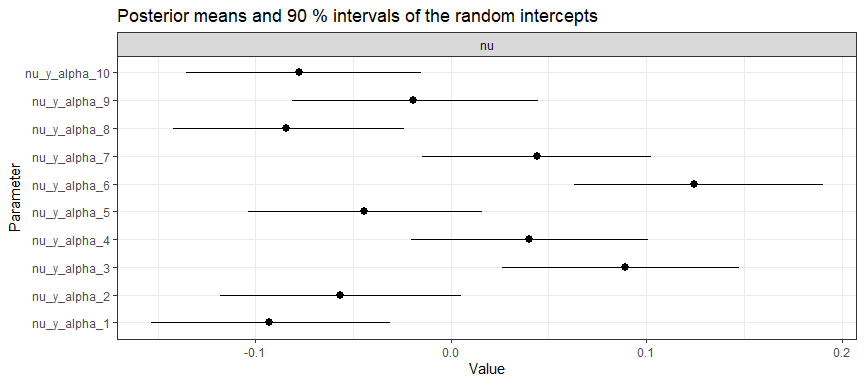 Posterior means and 90 % intervals of the random intercepts
nu
nu_y_alpha_10
nu_y_alpha_9
nu_y_alpha_8
nu_y_alpha_7
nu_y_alpha_6
nu_y_alpha_5
nu_y_alpha_4
nu_y_alpha_3
nu_y_alpha_2
nu_y_alpha_1
Parameter
-0.1 0.0 0.1 0.2
Value